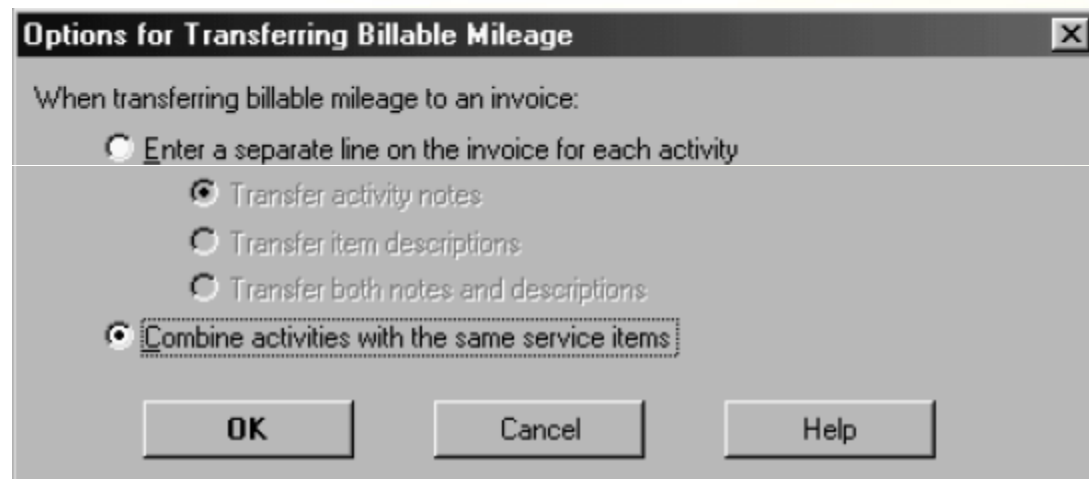 Options for Transferring Billable Mileage
When transferring billable mileage to an invoice:
Enter a separate line on the invoice for each activity
Transfer activity notes
Transfer item descriptions
Transfer both notes and descriptions
Combine activities with the same service items
OK Cancel Help